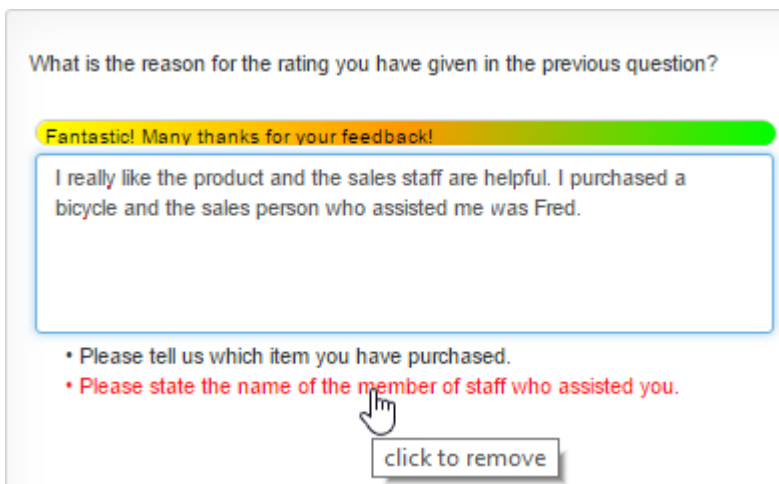 What is the reason for the rating you have given in the previous question?
Fantastic! Many thanks for your feedback!
I really like the product and the sales staff are helpful. I purchased a
bicycle and the sales person who assisted me was Fred.
• Please tell us which item you have purchased.
• Please state the name of the member of staff who assisted you.
click to remove